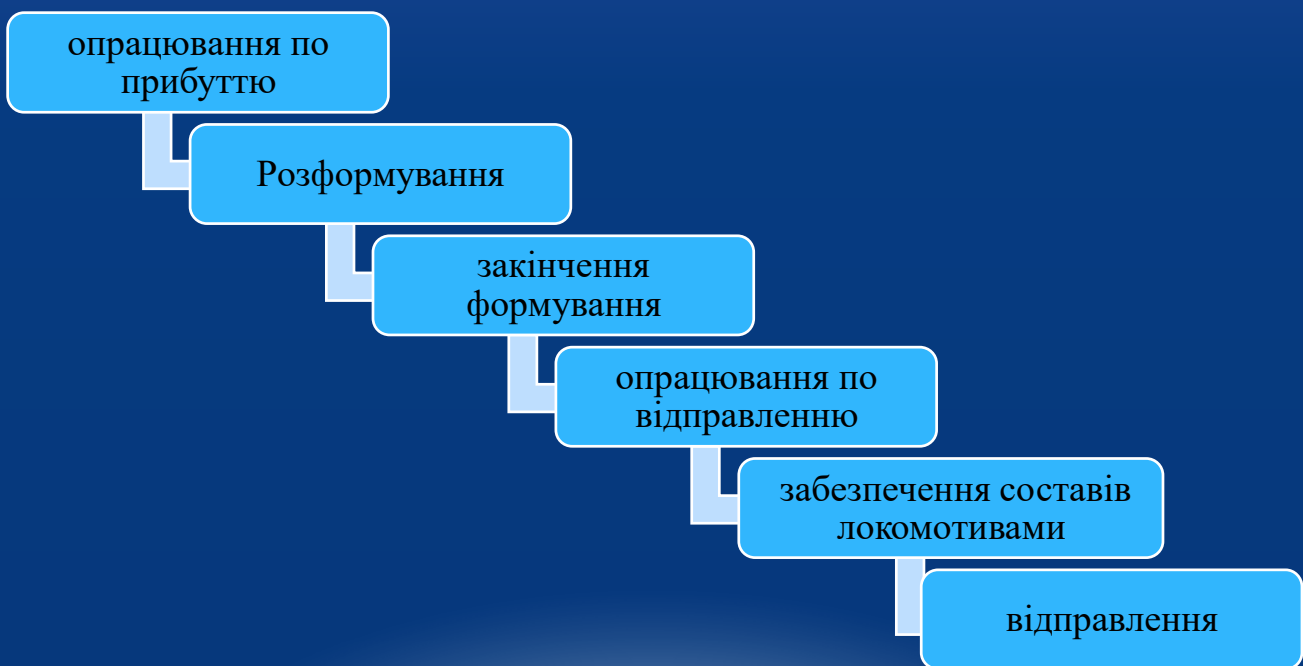 опрацювання по
прибуттю
Розформування
закінчення
формування
опрацювання по
відправленню
забезпечення составів
локомотивами
відправлення